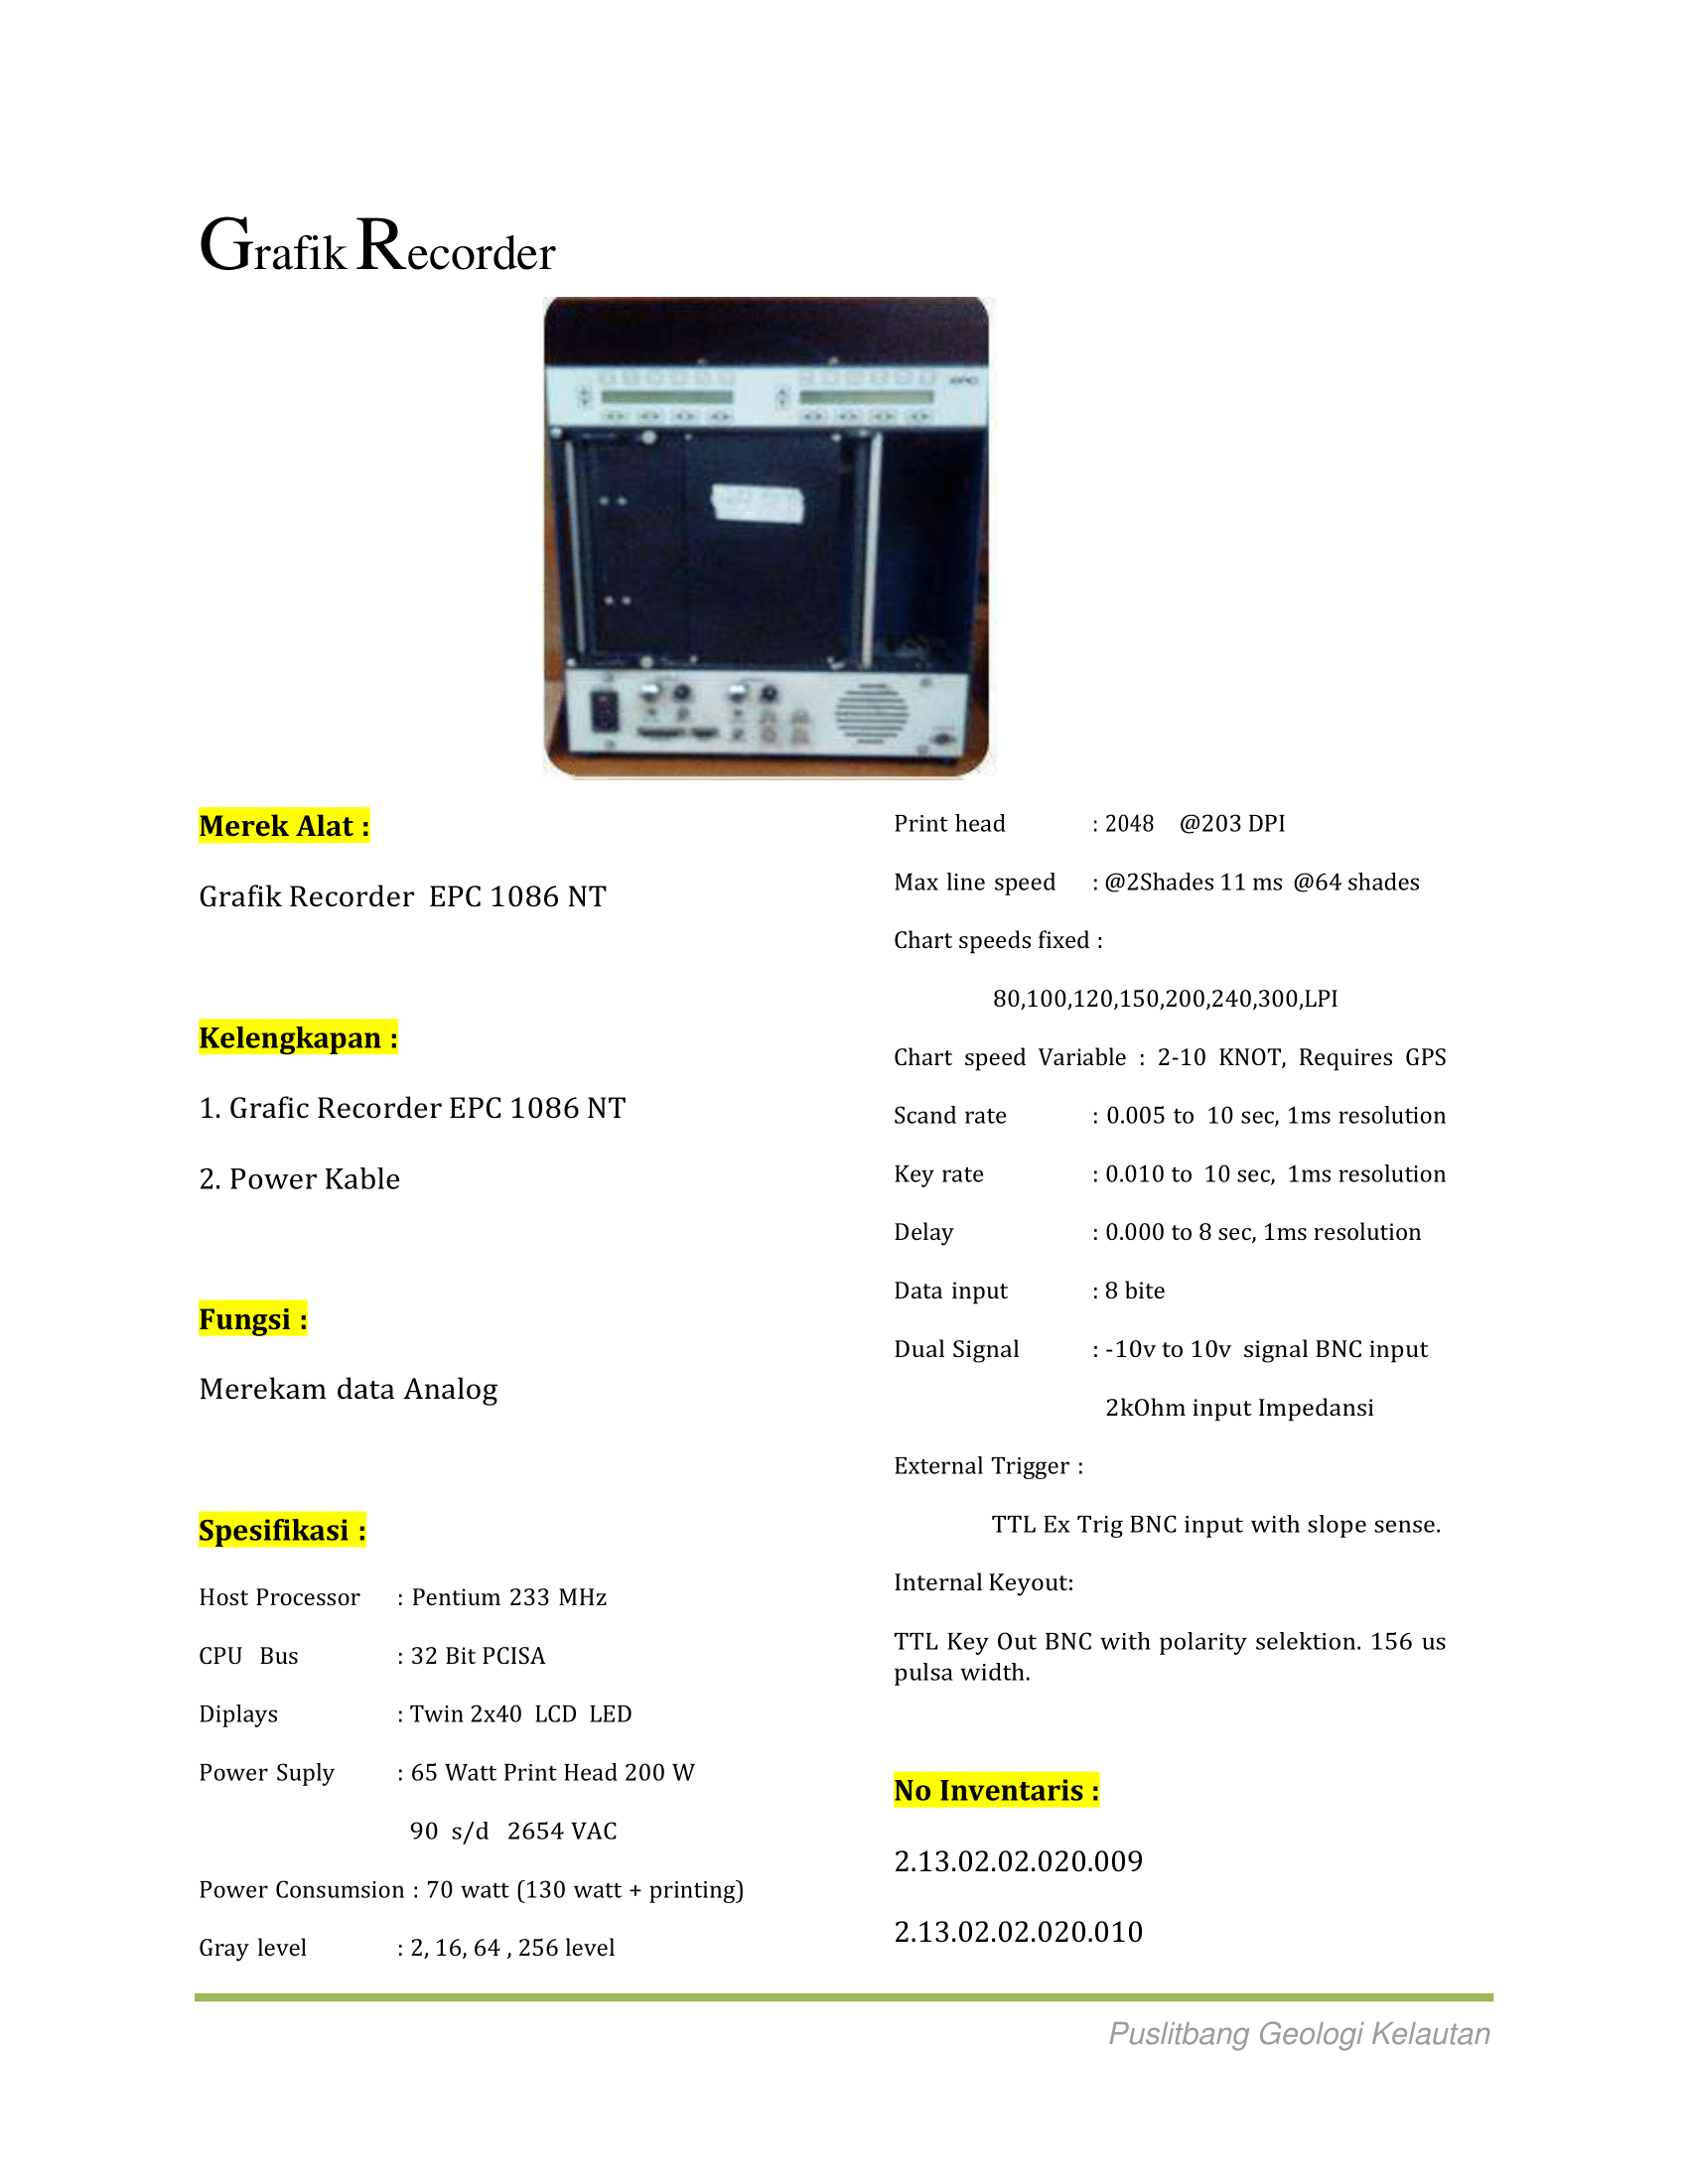 Grafik Recorder
Merek Alat :
Grafik Recorder EPC 1086 NT
Kelengkapan :
1. Grafic Recorder EPC 1086 NT
2. Power Kable
Fungsi :
Merekam data Analog
Spesifikasi :
Host Processor : Pentium 233 MHz
CPU Bus : 32 Bit PCISA
Diplays : Twin 2x40 LCD LED
Power Suply : 65 Watt Print Head 200 W
90 s/d 2654 VAC
Power Consumsion : 70 watt (130 watt + printing)
Gray level : 2, 16, 64 , 256 level
Print head : 2048 @203 DPI
Max line speed : @2Shades 11 ms @64 shades
Chart speeds fixed :
80,100,120,150,200,240,300,LPI
Chart speed Variable : 2-10 KNOT, Requires GPS
Scand rate : 0.005 to 10 sec, 1ms resolution
Key rate : 0.010 to 10 sec, 1ms resolution
Delay : 0.000 to 8 sec, 1ms resolution
Data input : 8 bite
Dual Signal : -10v to 10v signal BNC input
2kOhm input Impedansi
External Trigger :
TTL Ex Trig BNC input with slope sense.
Internal Keyout:
TTL Key Out BNC with polarity selektion. 156 us
pulsa width.
No Inventaris :
2.13.02.02.020.009
2.13.02.02.020.010
Puslitbang Geologi Kelautan